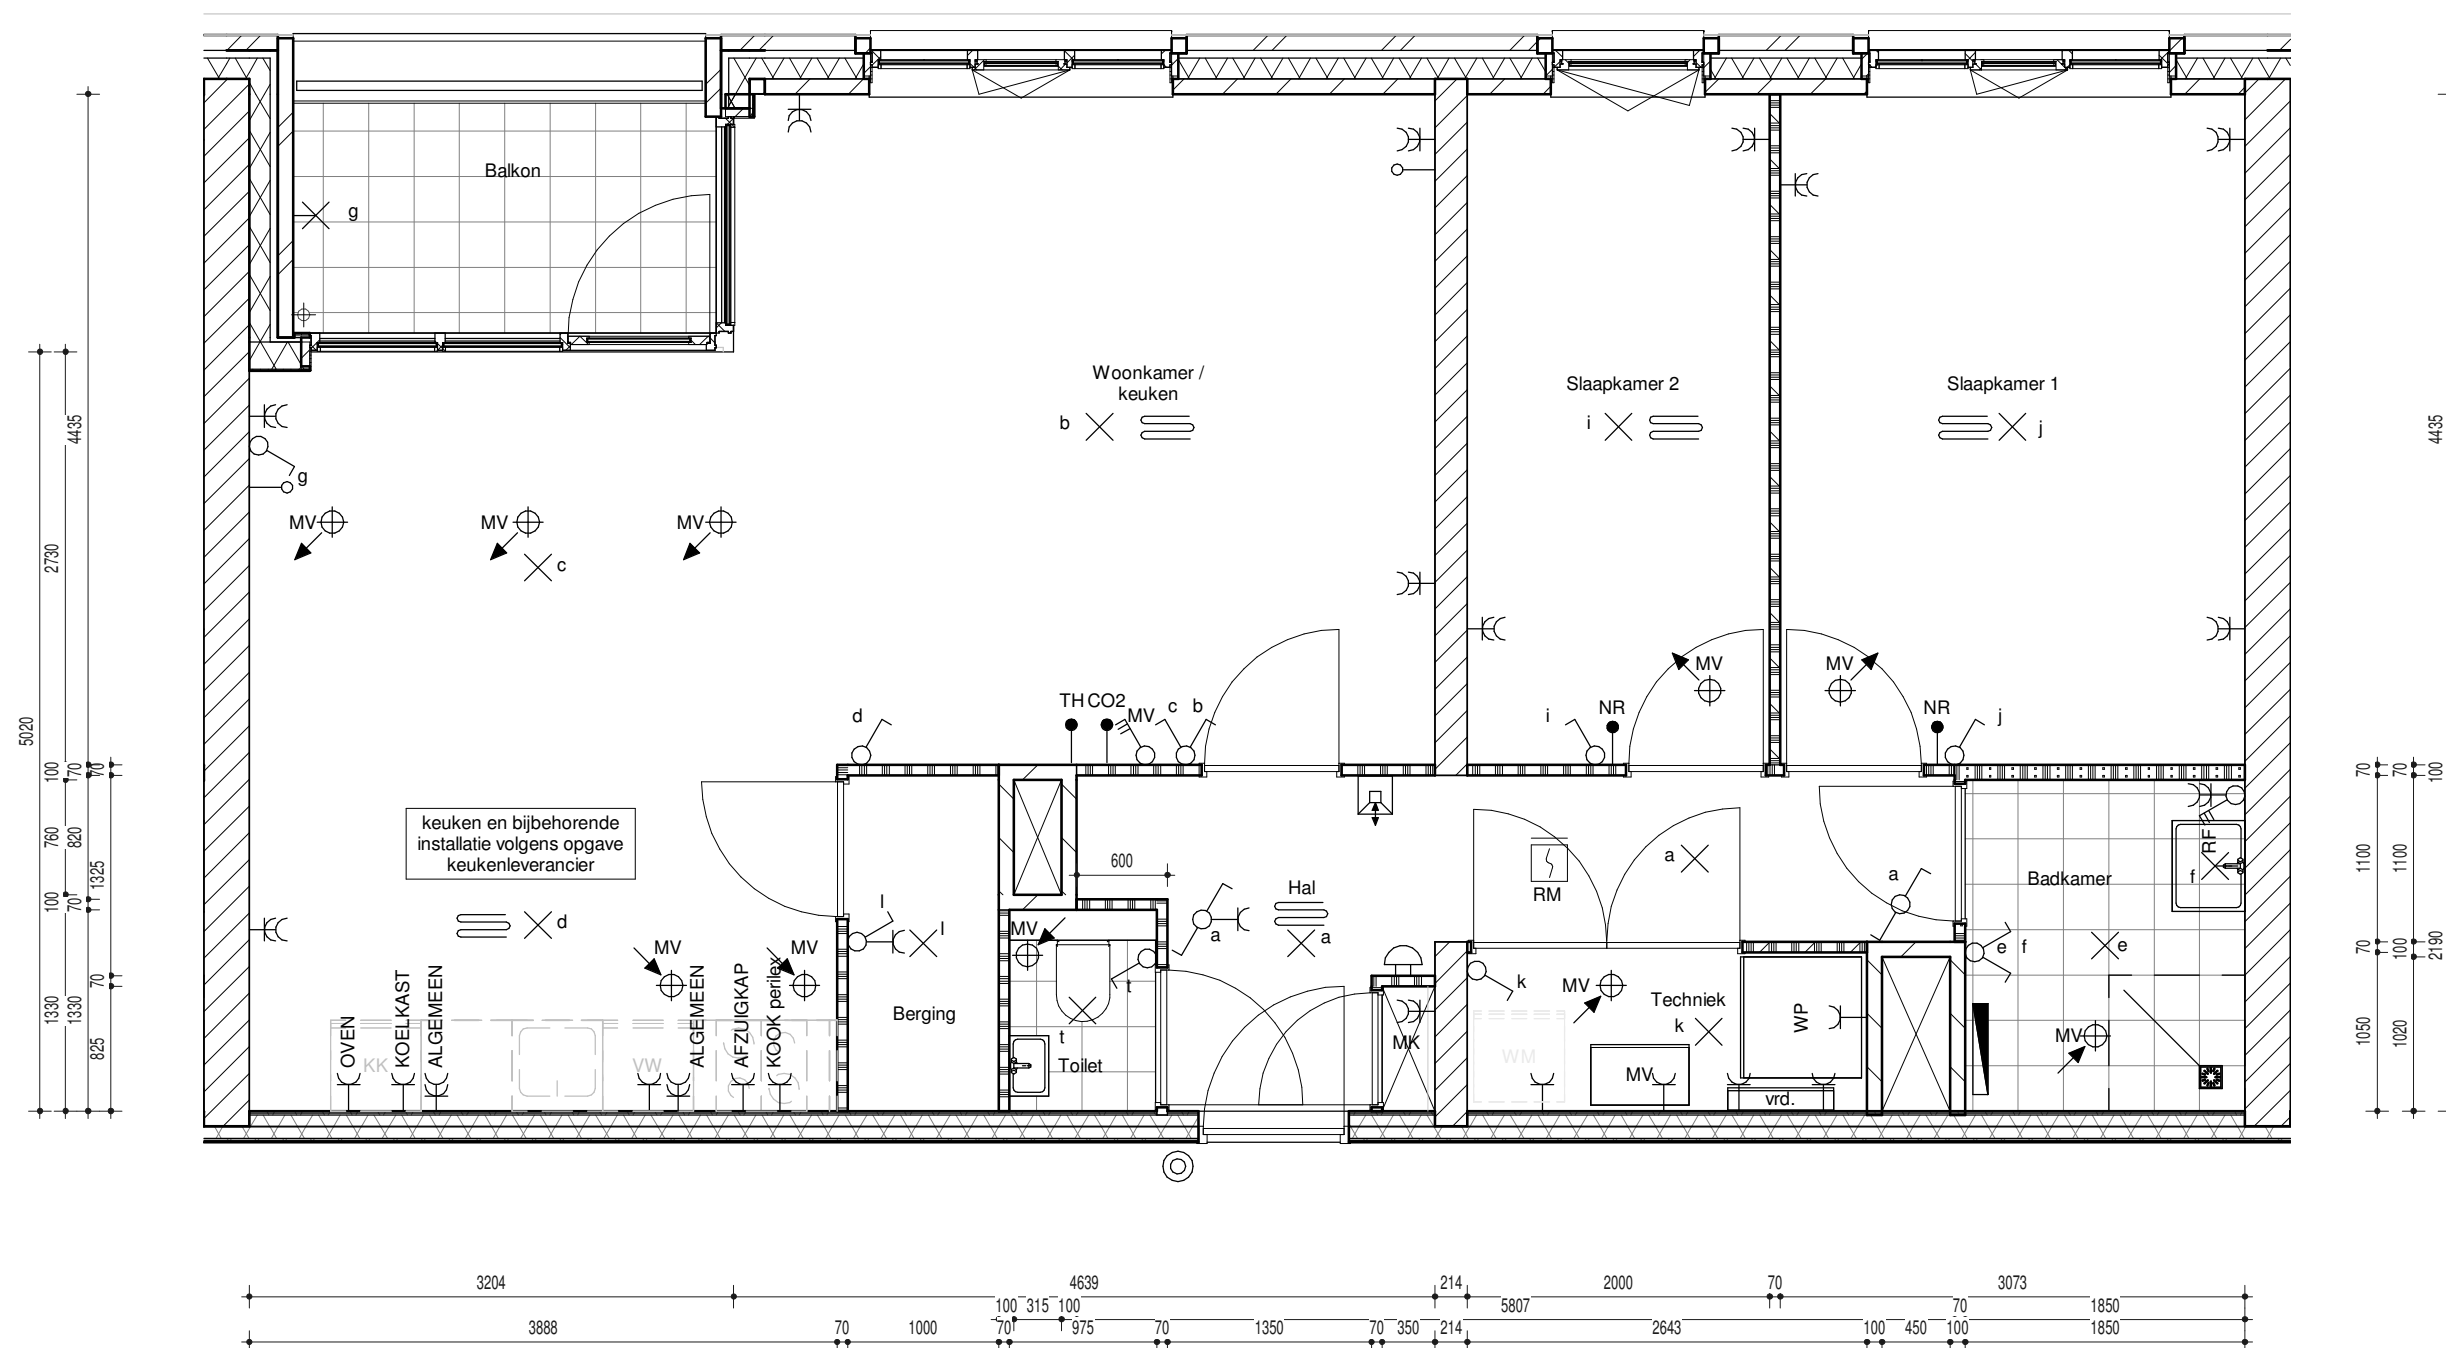 Balkon
g
Woonkamer /
keuken
b
Slaapkamer 2
i
Slaapkamer 1
j
g
MV
MV
MV
c
4435
2730
5020
4435
MV
MV
d
TH
CO2
MV
c
b
i
NR
NR
j
100
70
70
760
820
1325
100
70
70
1330
1330
825
keuken en bijbehorende
installatie volgens opgave
keukenleverancier
d
l
l
600
Hal
a
a
RM
a
a
Badkamer
RF
f
e
f
e
MV
MV
MV
OVEN
KK
KOELKAST
ALGEMEEN
VW
ALGEMEEN
AFZUIGKAP
KOOK perilex
Berging
t
t
Toilet
MK
k
MV
Techniek
k
WP
WM
MV
vrd.
MV
70
70
100
1100
1100
70
100
2190
1050
1020
3204
4639
214
2000
70
3073
100
315
100
5807
70
1850
3888
70
1000
70
975
70
1350
70
350
214
2643
100
450
100
1850